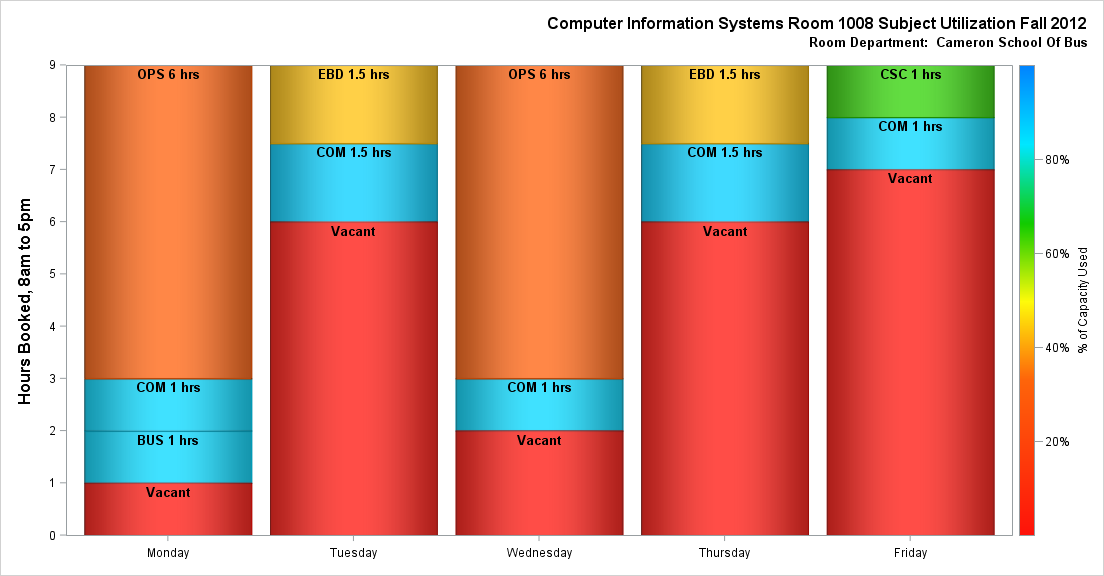 Computer Information Systems Room 1008 Subject Utilization Fall 2012
Room Department:  Cameron School Of Bus
Hours Booked, 8am to 5pm
9
8
7
6
5
4
3
2
1
0
OPS 6 hrs
COM 1 hrs
BUS 1 hrs
Vacant
EBD 1.5 hrs
COM 1.5 hrs
Vacant
OPS 6 hrs
COM 1 hrs
Vacant
EBD 1.5 hrs
COM 1.5 hrs
Vacant
CSC 1 hrs
COM 1 hrs
Vacant
Monday
Tuesday
Wednesday
Thursday
Friday
80%
60%
40%
20%
% of Capacity Used